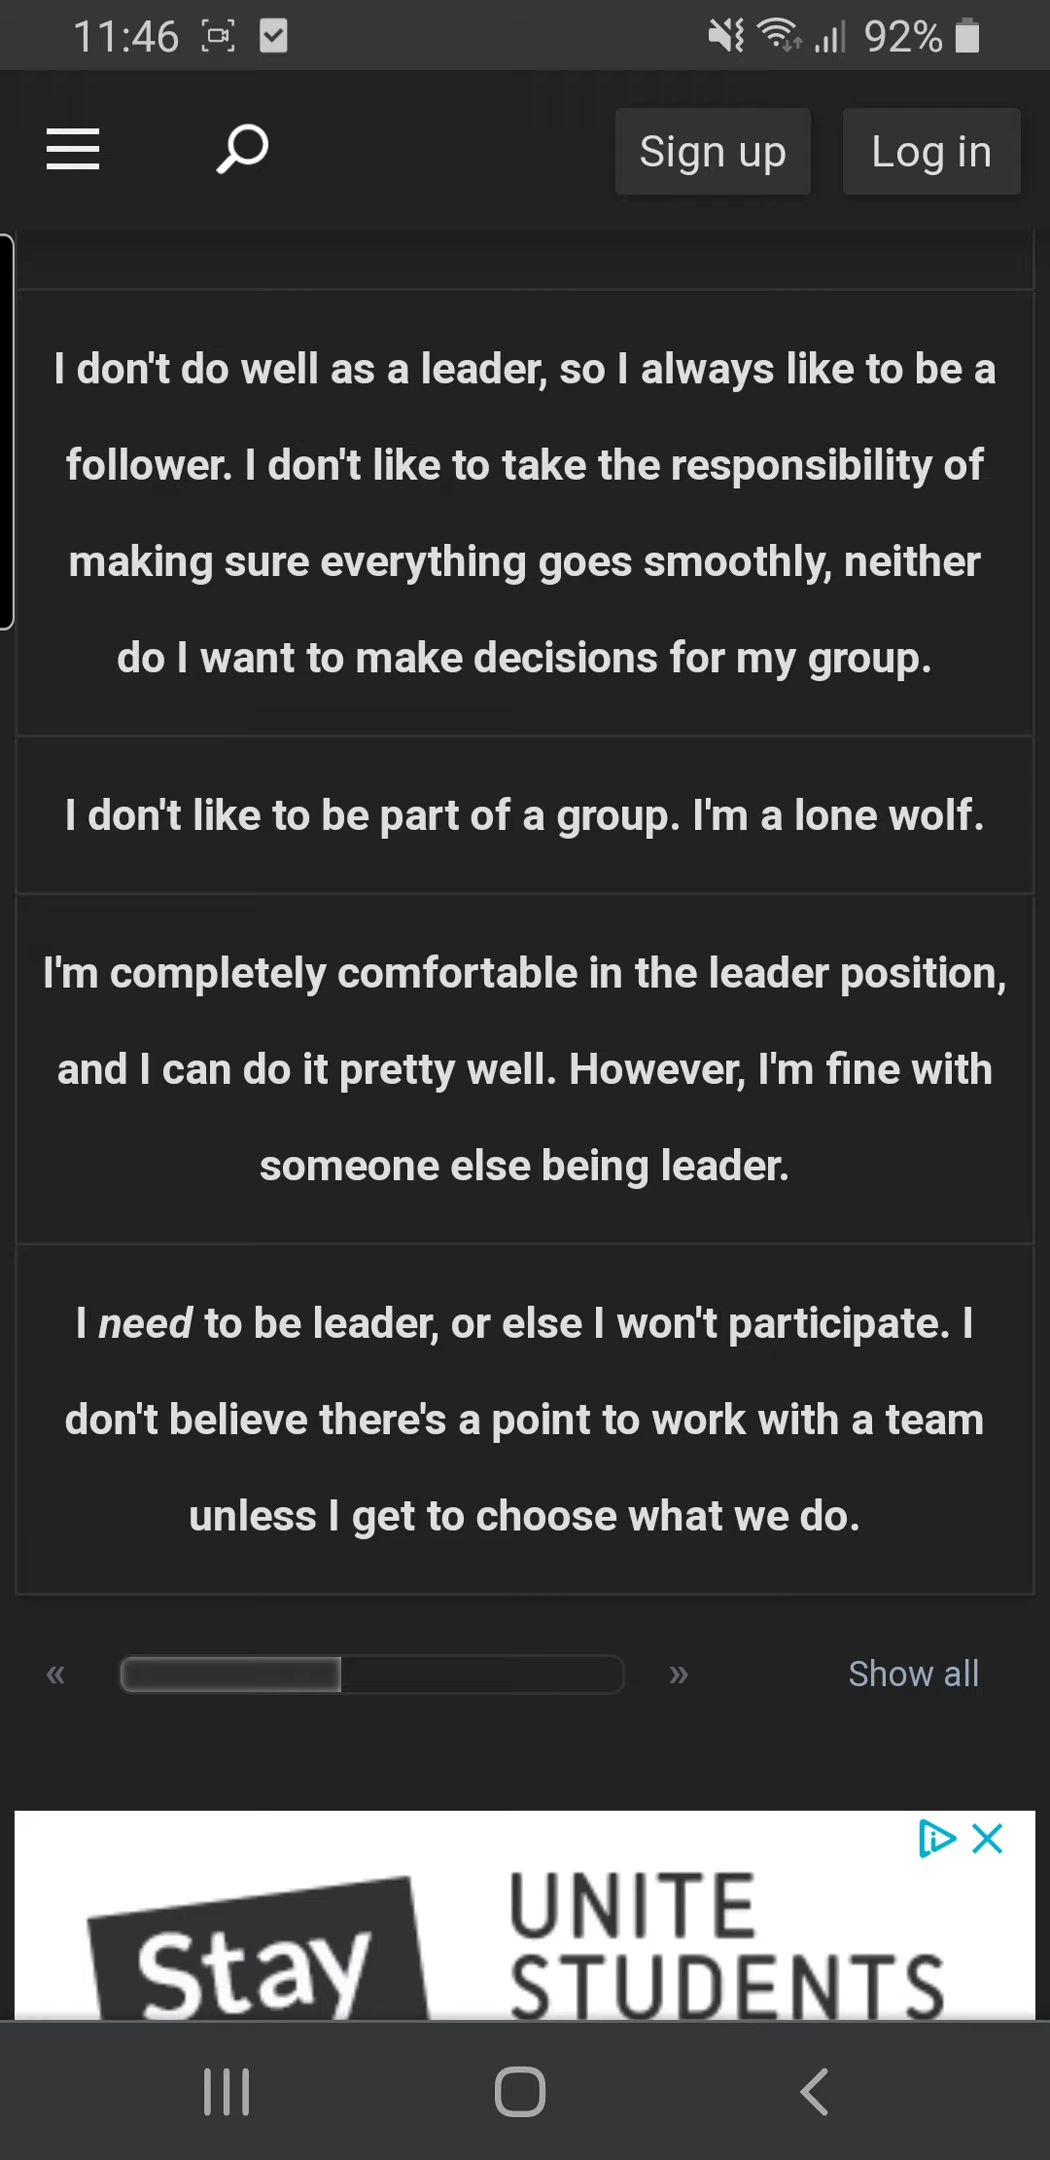 11:46
92%
Sign up
Log in
I don't do well as a leader, so I always like to be a
follower. I don't like to take the responsibility of
making sure everything goes smoothly, neither
do I want to make decisions for my group.
I don't like to be part of a group. I'm a lone wolf.
I'm completely comfortable in the leader position,
and I can do it pretty well. However, I'm fine with
someone else being leader.
I need to be leader, or else I won't participate. I
don't believe there's a point to work with a team
unless I get to choose what we do.
« » Show all
Stay
UNITE
STUDENTS